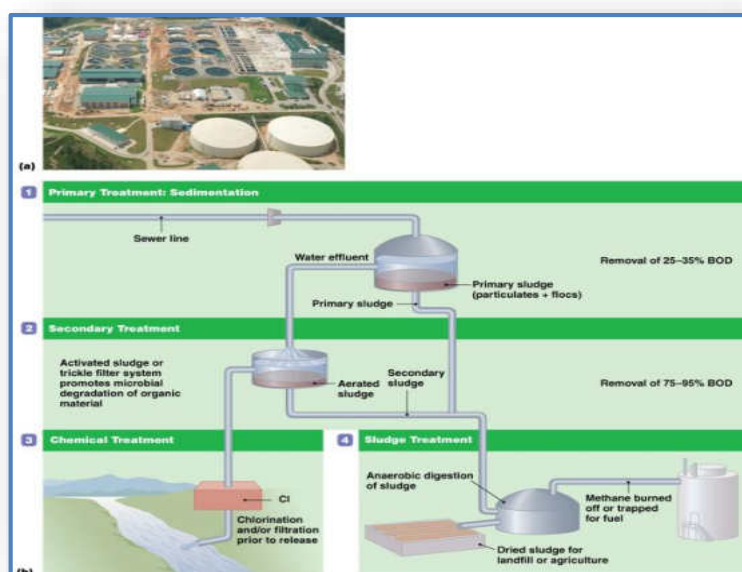 (a)
1 Primary Treatment: Sedimentation
Sewer line
Water effluent
Removal of 25–35% BOD
Primary sludge
(particulates + flocs)
Primary sludge
2 Secondary Treatment
Activated sludge or
trickle filter system
promotes microbial
degradation of organic
material
Aerated
sludge
Secondary
sludge
Removal of 75–95% BOD
3 Chemical Treatment
Cl
Chlorination
and/or filtration
prior to release
4 Sludge Treatment
Anaerobic digestion
of sludge
Methane burned
off or trapped
for fuel
Dried sludge for
landfill or agriculture
(b)